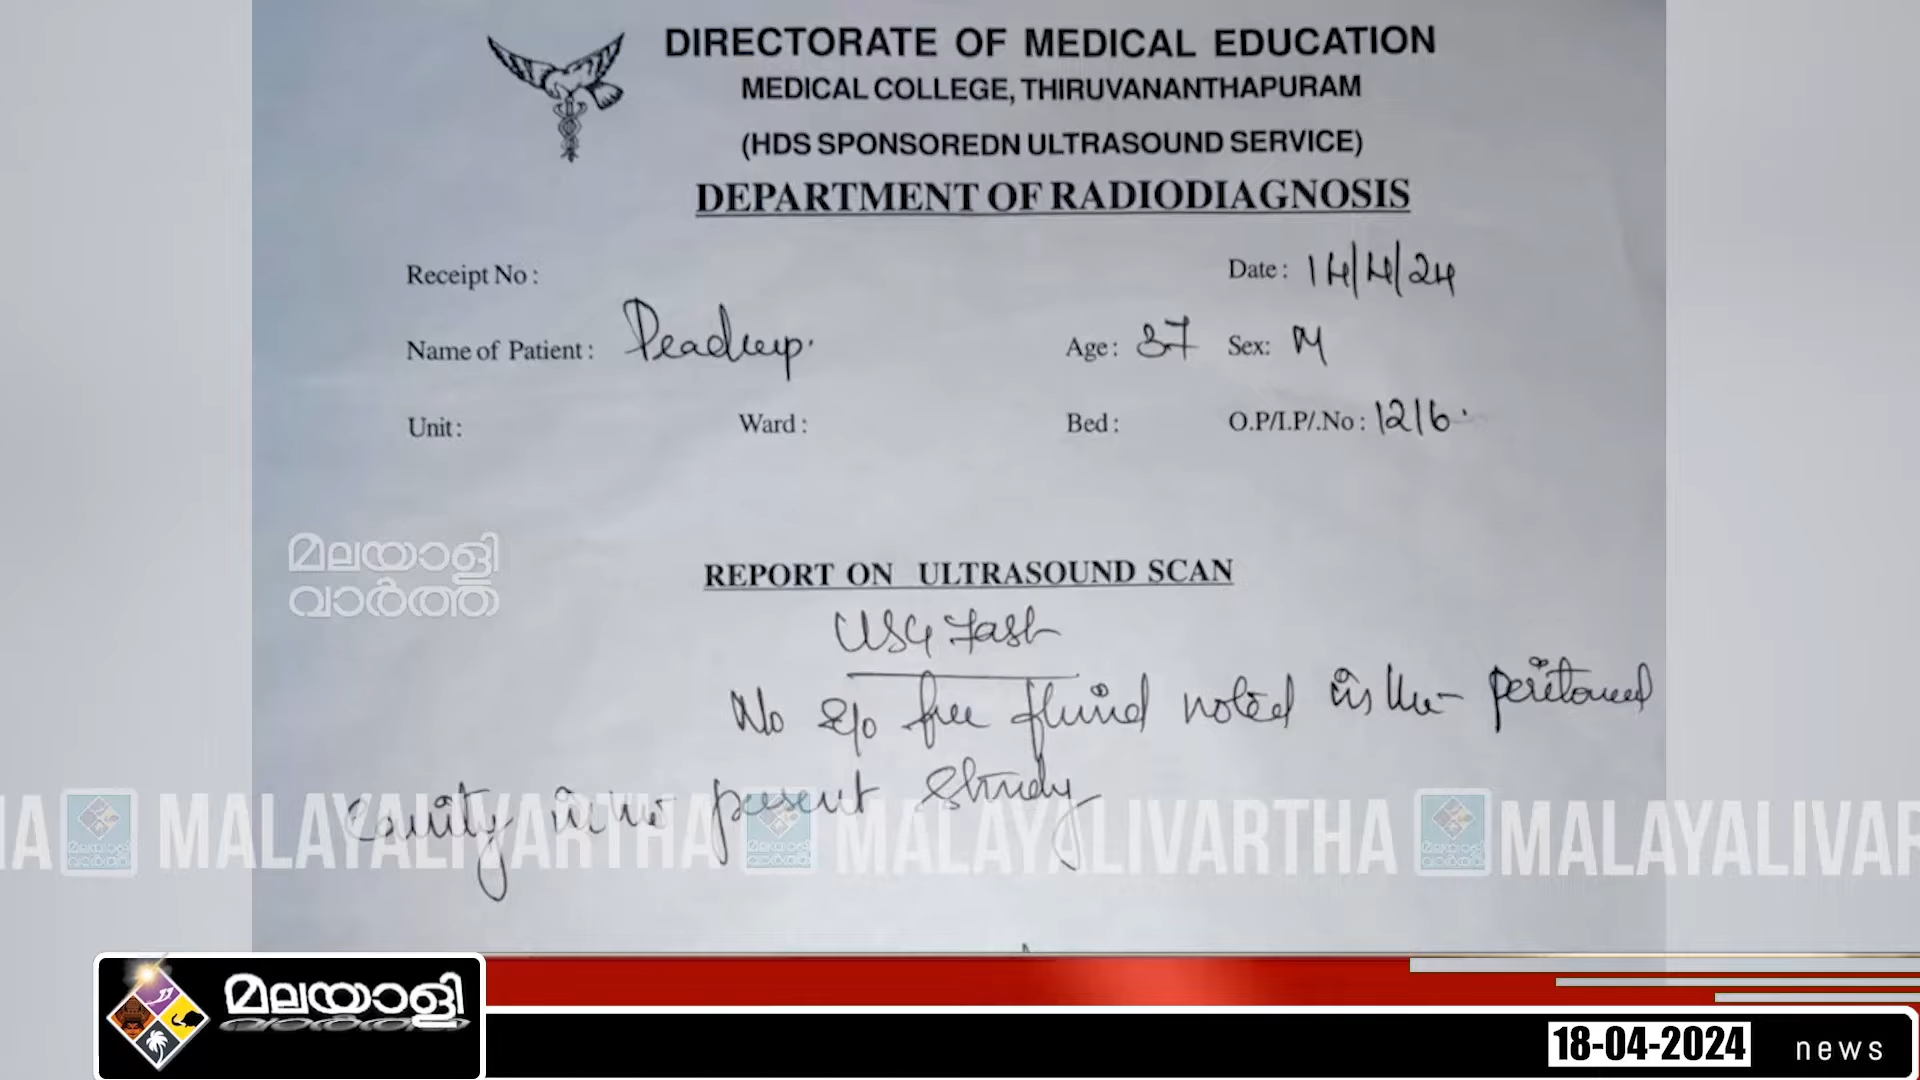 DIRECTORATE OF MEDICAL EDUCATION
MEDICAL COLLEGE, THIRUVANANTHAPURAM
(HDS SPONSOREDN ULTRASOUND SERVICE)
DEPARTMENT OF RADIODIAGNOSIS
Receipt No :
Date : 14/4/24
Name of Patient : Pradeep.
Age : 37 Sex: M
Unit: Ward : Bed : O.P/I.P/.No : 1216.
മലയാളി
വാർത്ത
REPORT ON ULTRASOUND SCAN
USG Fast
No e/o free fluid noted in the peritoneal
cavity in the present study
MALAYALIVARTHA MALAYALIVARTHA MALAYALIVAR
മലയാളി
വാർത്ത
18-04-2024 news